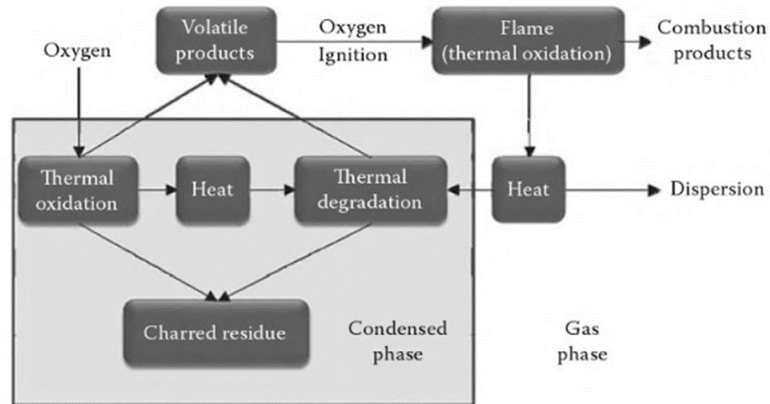 Volatile
products
Oxygen
Ignition
Flame
(thermal oxidation)
Combustion
products
Oxygen
Thermal
oxidation
Heat
Thermal
degradation
Heat
Dispersion
Charred residue
Condensed
phase
Gas
phase